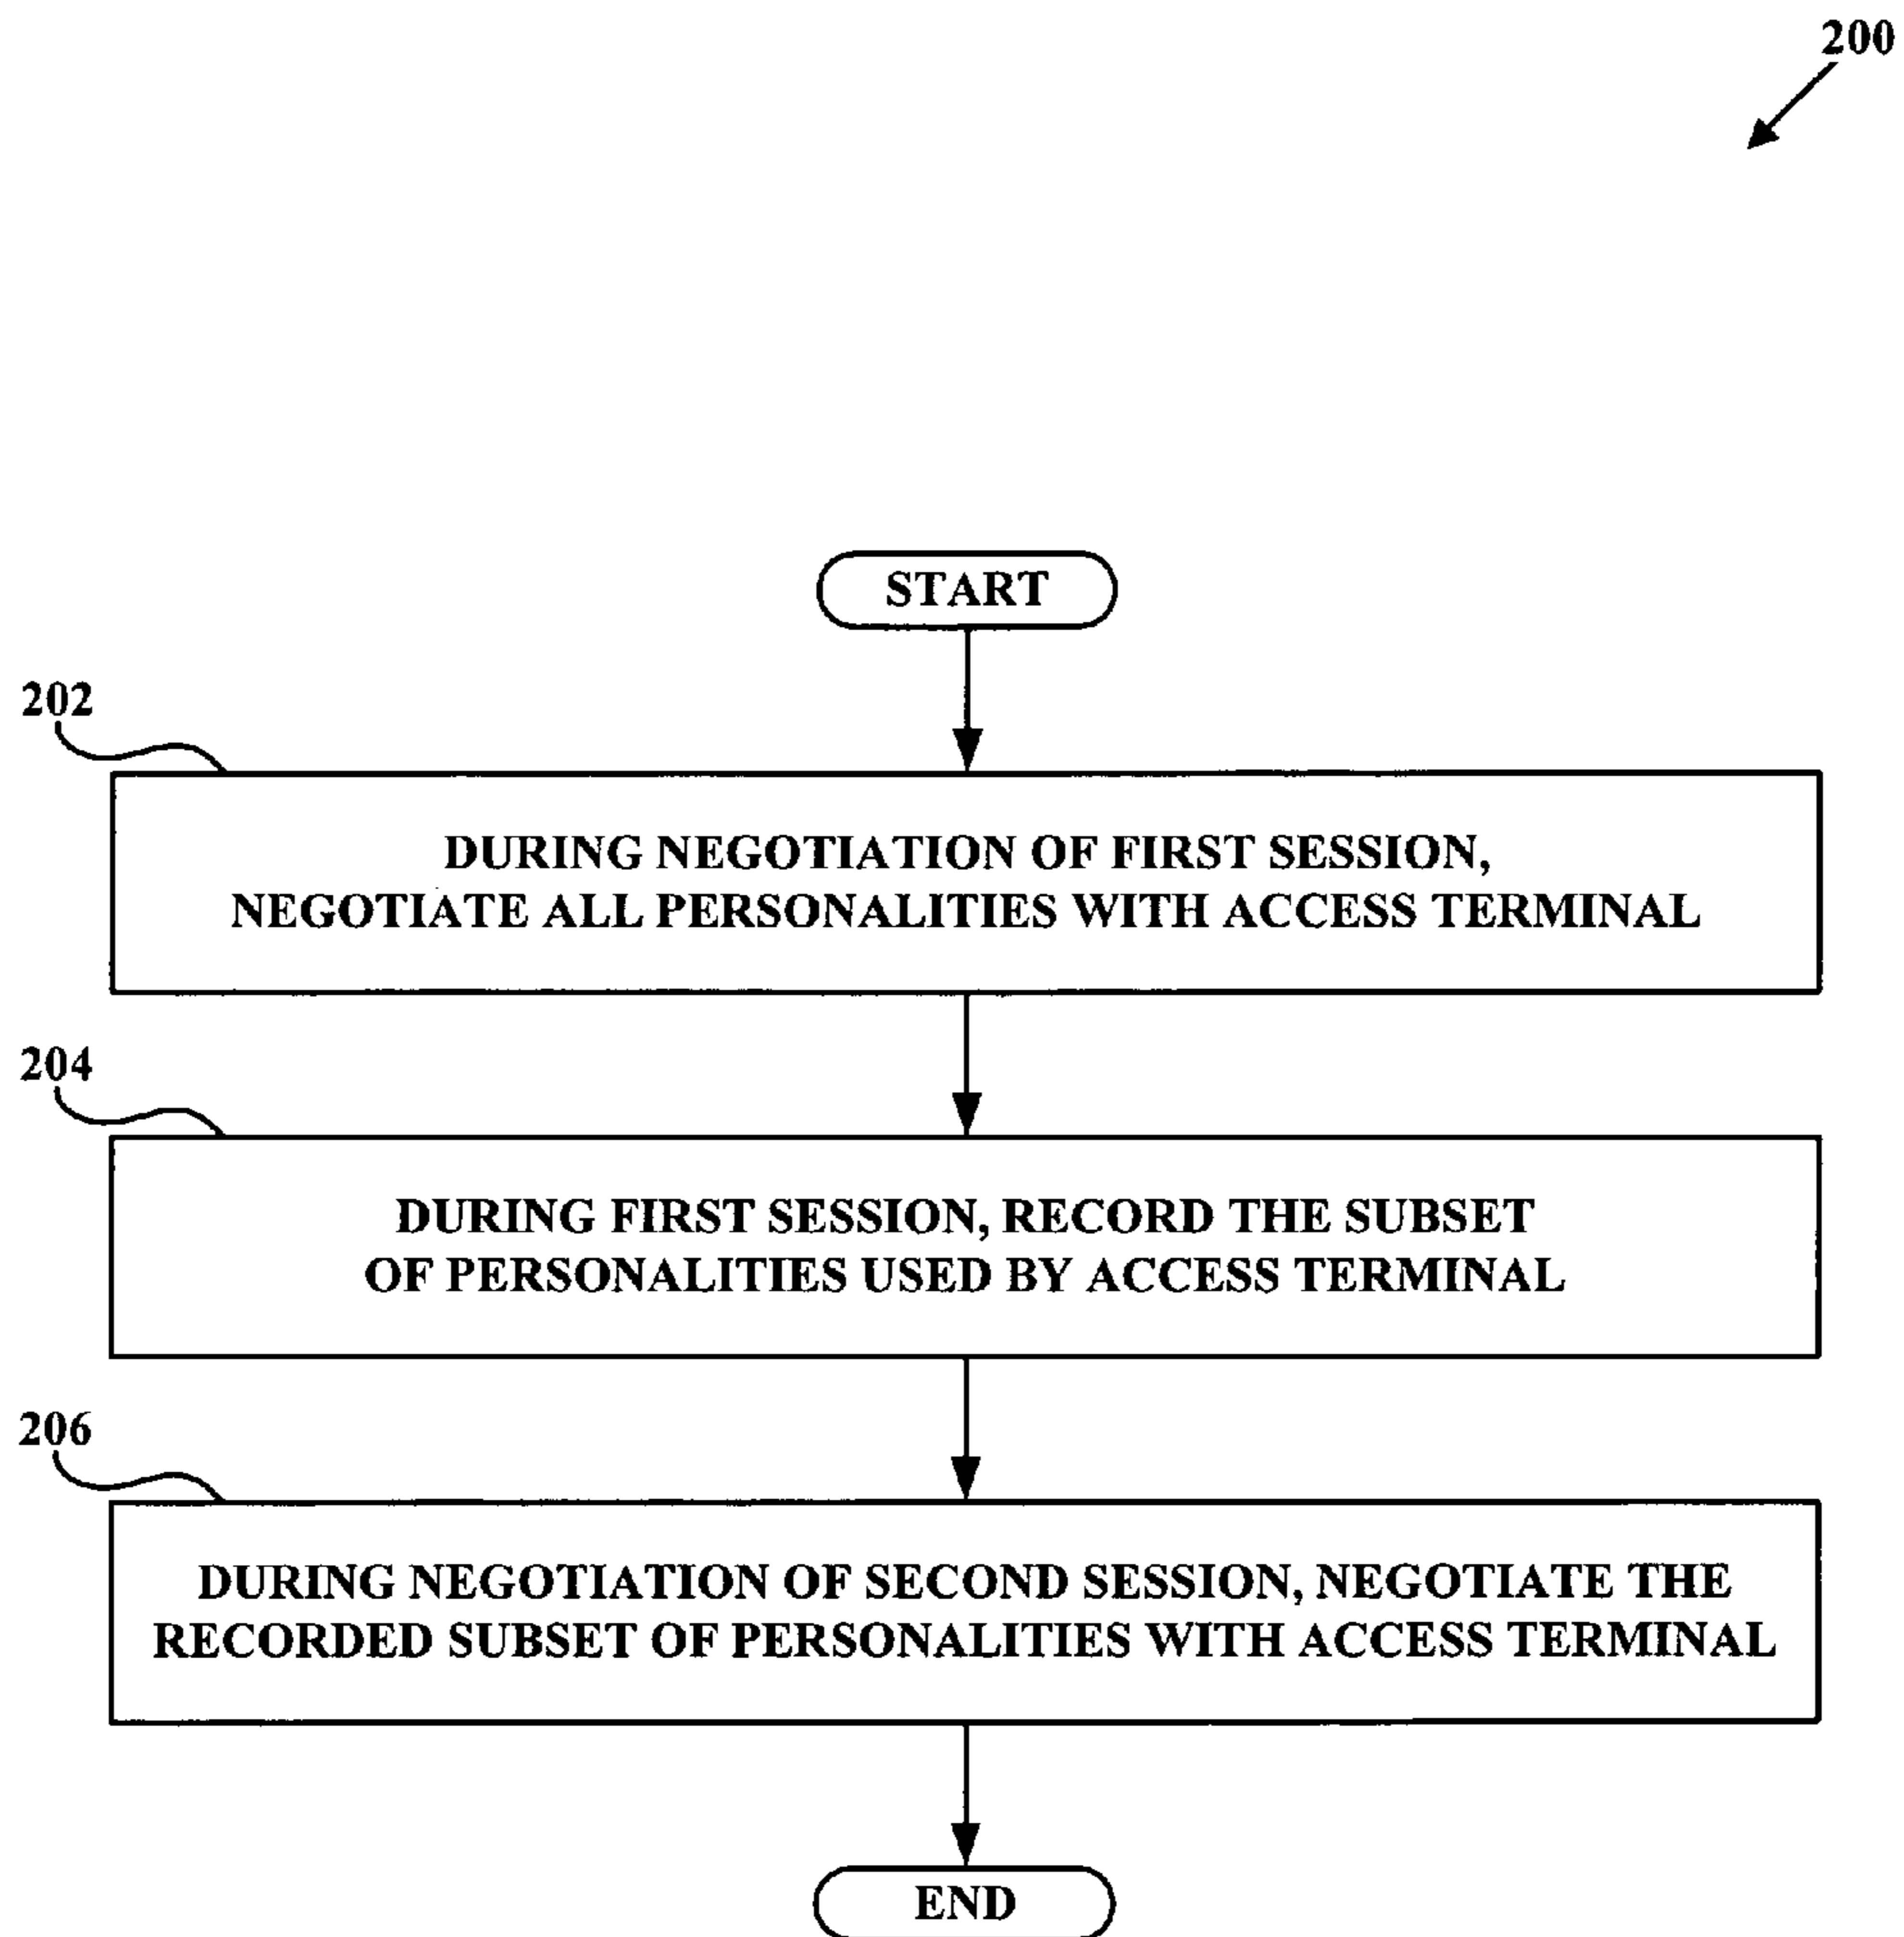 200
START
202
DURING NEGOTIATION OF FIRST SESSION,
NEGOTIATE ALL PERSONALITIES WITH ACCESS TERMINAL
204
DURING FIRST SESSION, RECORD THE SUBSET
OF PERSONALITIES USED BY ACCESS TERMINAL
206
DURING NEGOTIATION OF SECOND SESSION, NEGOTIATE THE
RECORDED SUBSET OF PERSONALITIES WITH ACCESS TERMINAL
END